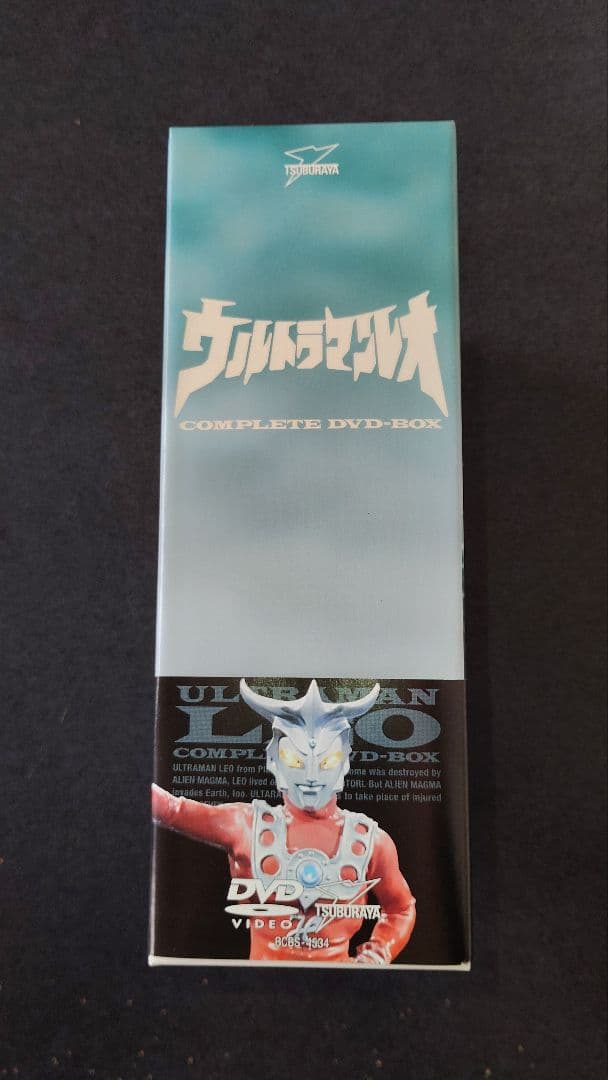 TSUBURAYA
ウルトラマンレオ
COMPLETE DVD-BOX
ULTRAMAN
LEO
COMPLETE DVD-BOX
ULTRAMAN LEO from Pl ome was destroyed by
ALIEN MAGMA, LEO lived TORI. But ALIEN MAGMA
invades Earth, too. ULTARA s to take place of injured
DVD
VIDEO
TSUBURAYA
BCBS-1934